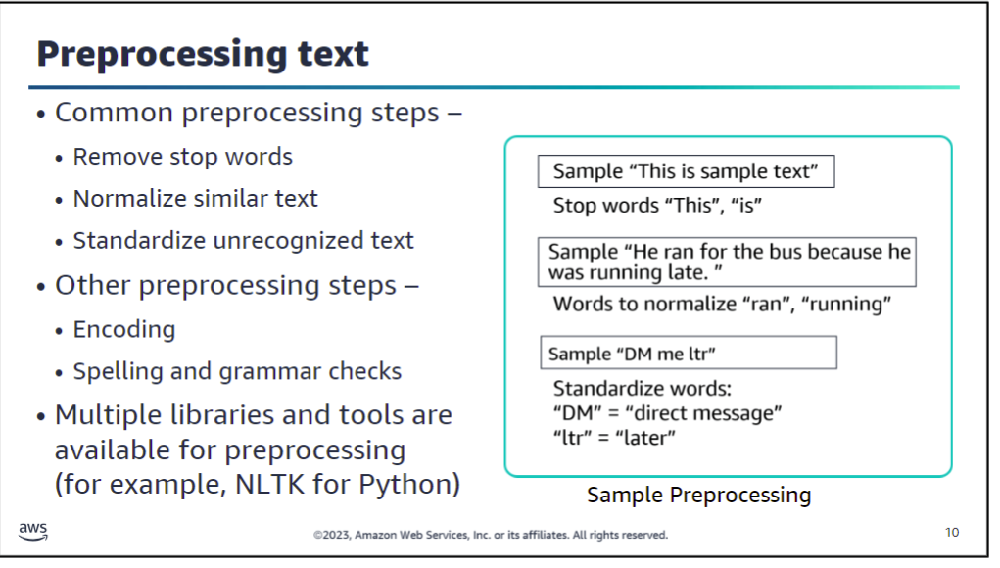 Preprocessing text
• Common preprocessing steps –
• Remove stop words
• Normalize similar text
• Standardize unrecognized text
• Other preprocessing steps –
• Encoding
• Spelling and grammar checks
• Multiple libraries and tools are
available for preprocessing
(for example, NLTK for Python)
Sample “This is sample text”
Stop words “This”, “is”
Sample “He ran for the bus because he
was running late. ”
Words to normalize “ran”, “running”
Sample “DM me ltr”
Standardize words:
“DM” = “direct message”
“ltr” = “later”
Sample Preprocessing
aws
©2023, Amazon Web Services, Inc. or its affiliates. All rights reserved.
10